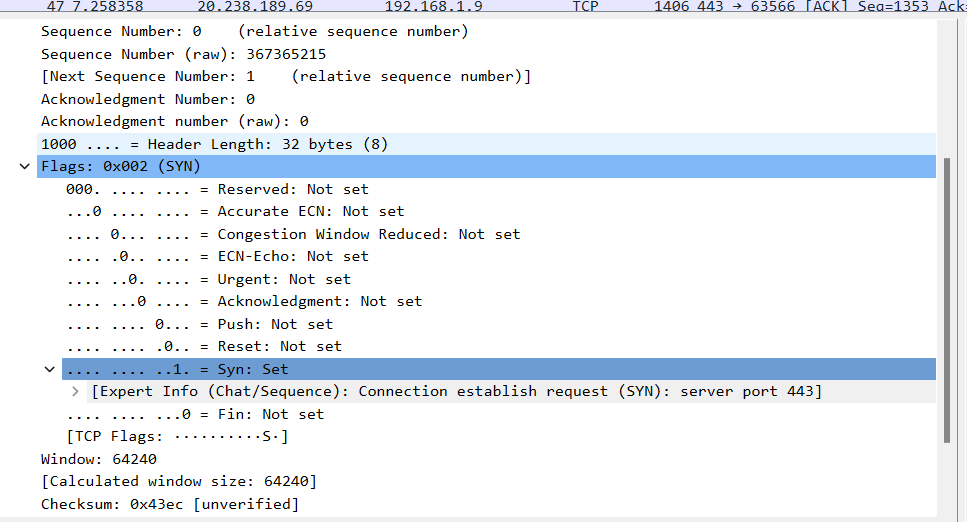 47 7.258358 20.238.189.69 192.168.1.9 TCP 1406 443 → 63566 [ACK] Seq=1353 Ack=
Sequence Number: 0    (relative sequence number)
Sequence Number (raw): 367365215
[Next Sequence Number: 1    (relative sequence number)]
Acknowledgment Number: 0
Acknowledgment number (raw): 0
1000 .... = Header Length: 32 bytes (8)
Flags: 0x002 (SYN)
000. .... .... = Reserved: Not set
...0 .... .... = Accurate ECN: Not set
.... 0... .... = Congestion Window Reduced: Not set
.... .0.. .... = ECN-Echo: Not set
.... ..0. .... = Urgent: Not set
.... ...0 .... = Acknowledgment: Not set
.... .... 0... = Push: Not set
.... .... .0.. = Reset: Not set
.... .... ..1. = Syn: Set
[Expert Info (Chat/Sequence): Connection establish request (SYN): server port 443]
.... .... ...0 = Fin: Not set
[TCP Flags: ··········S·]
Window: 64240
[Calculated window size: 64240]
Checksum: 0x43ec [unverified]